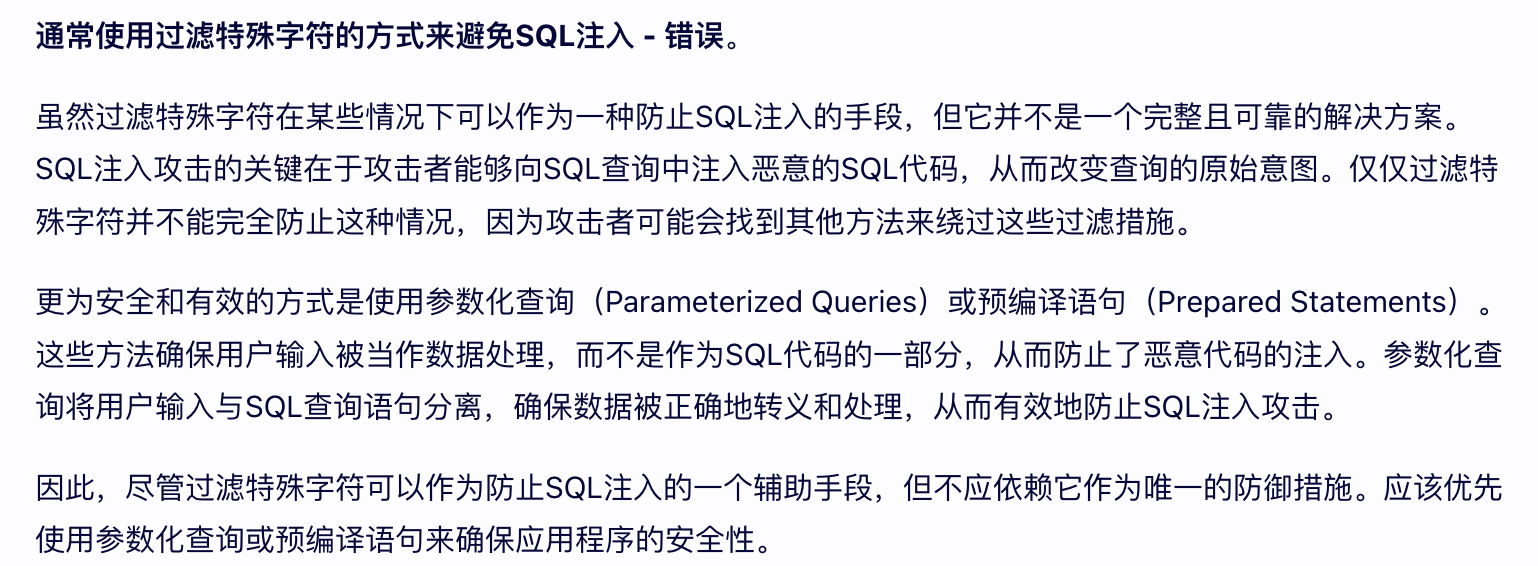 通常使用过滤特殊字符的方式来避免SQL注入 - 错误。
虽然过滤特殊字符在某些情况下可以作为一种防止SQL注入的手段，但它并不是一个完整且可靠的解决方案。
SQL注入攻击的关键在于攻击者能够向SQL查询中注入恶意的SQL代码，从而改变查询的原始意图。仅仅过滤特
殊字符并不能完全防止这种情况，因为攻击者可能会找到其他方法来绕过这些过滤措施。
更为安全和有效的方式是使用参数化查询（Parameterized Queries）或预编译语句（Prepared Statements）。
这些方法确保用户输入被当作数据处理，而不是作为SQL代码的一部分，从而防止了恶意代码的注入。参数化查
询将用户输入与SQL查询语句分离，确保数据被正确地转义和处理，从而有效地防止SQL注入攻击。
因此，尽管过滤特殊字符可以作为防止SQL注入的一个辅助手段，但不应依赖它作为唯一的防御措施。应该优先
使用参数化查询或预编译语句来确保应用程序的安全性。